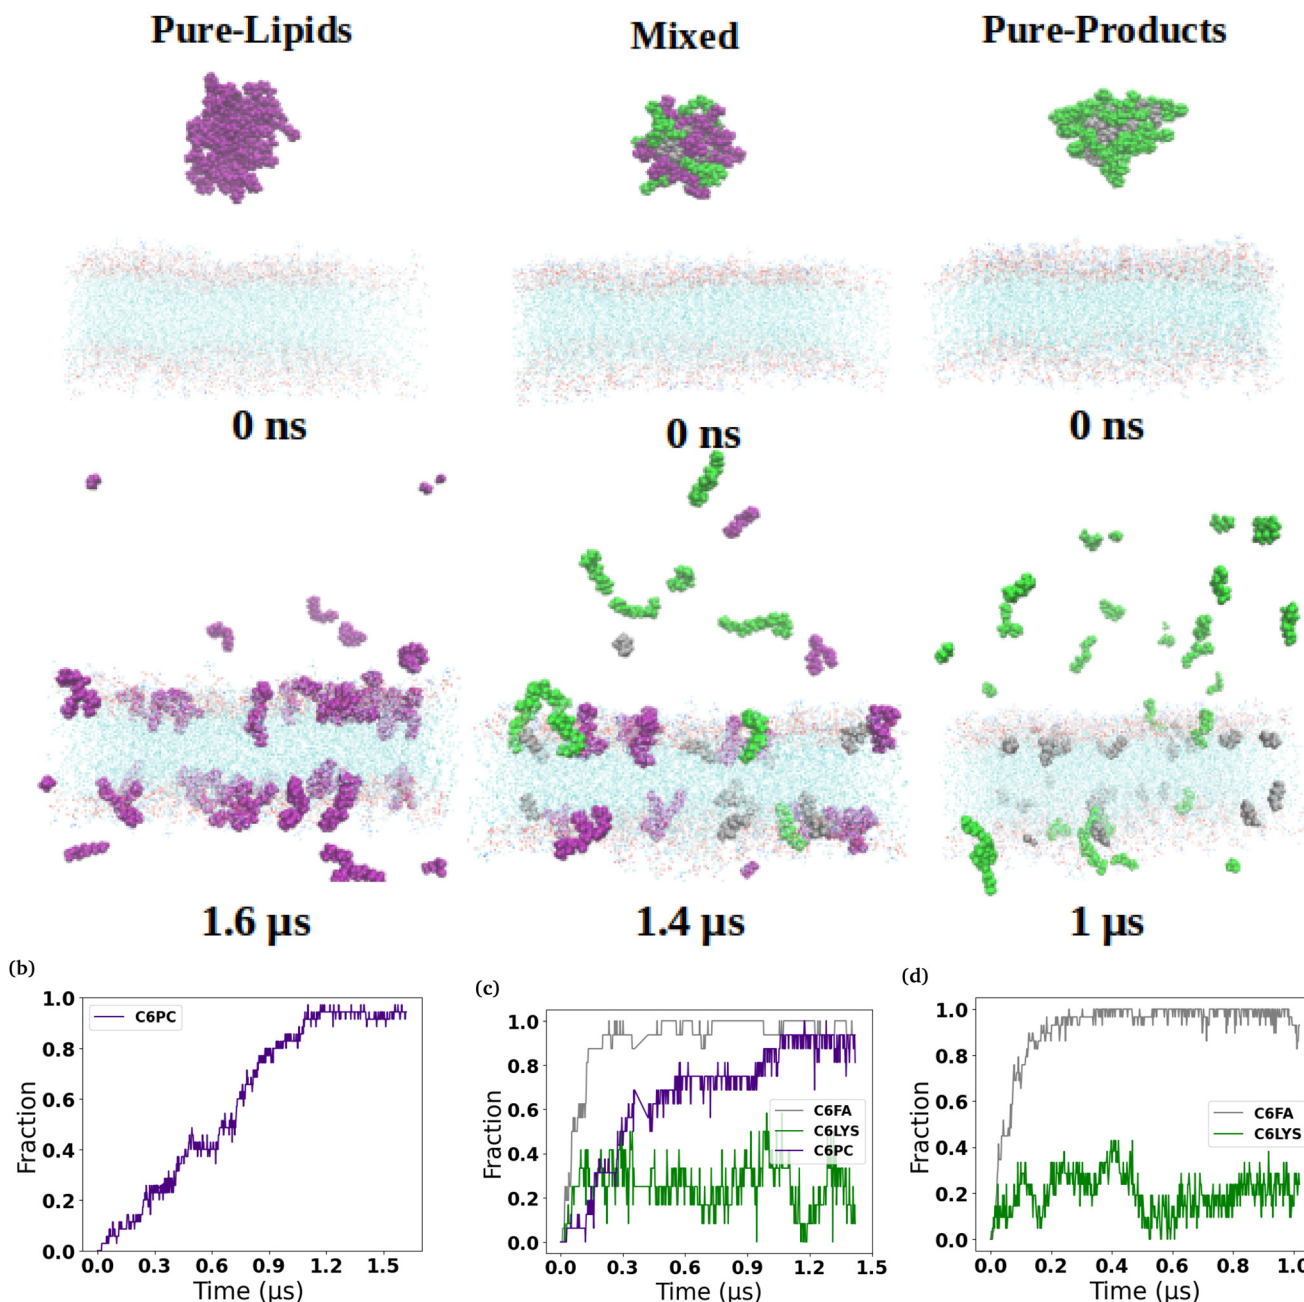 Pure-Lipids
Mixed
Pure-Products
0 ns
0 ns
0 ns
1.6 µs
1.4 µs
1 µs
(b)
1.0
0.8
0.6
0.4
0.2
0.0
Fraction
C6PC
0.0 0.3 0.6 0.9 1.2 1.5
Time (µs)
(c)
1.0
0.8
0.6
0.4
0.2
0.0
Fraction
C6FA
C6LYS
C6PC
0.0 0.3 0.6 0.9 1.2 1.5
Time (µs)
(d)
1.0
0.8
0.6
0.4
0.2
0.0
Fraction
C6FA
C6LYS
0.0 0.2 0.4 0.6 0.8 1.0
Time (µs)